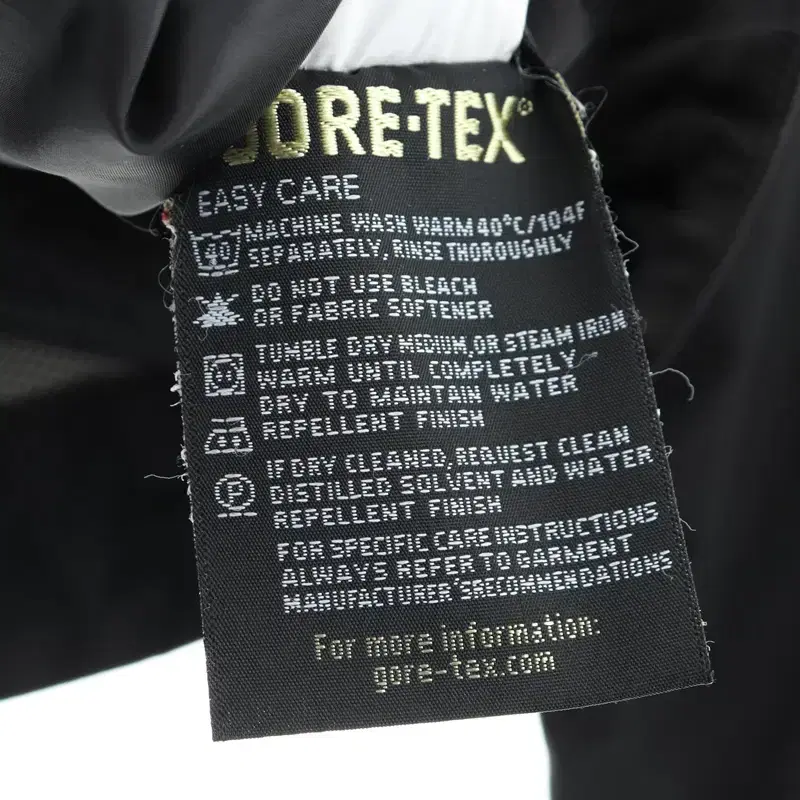 GORE-TEX®
EASY CARE
40 MACHINE WASH WARM 40°C/104F
SEPARATELY, RINSE THOROUGHLY
DO NOT USE BLEACH
OR FABRIC SOFTENER
TUMBLE DRY MEDIUM, OR STEAM IRON
WARM UNTIL COMPLETELY
DRY TO MAINTAIN WATER
REPELLENT FINISH
IF DRY CLEANED, REQUEST CLEAN
P DISTILLED SOLVENT AND WATER
REPELLENT FINISH
FOR SPECIFIC CARE INSTRUCTIONS
ALWAYS REFER TO GARMENT
MANUFACTURER'S RECOMMENDATIONS
For more information:
gore-tex.com